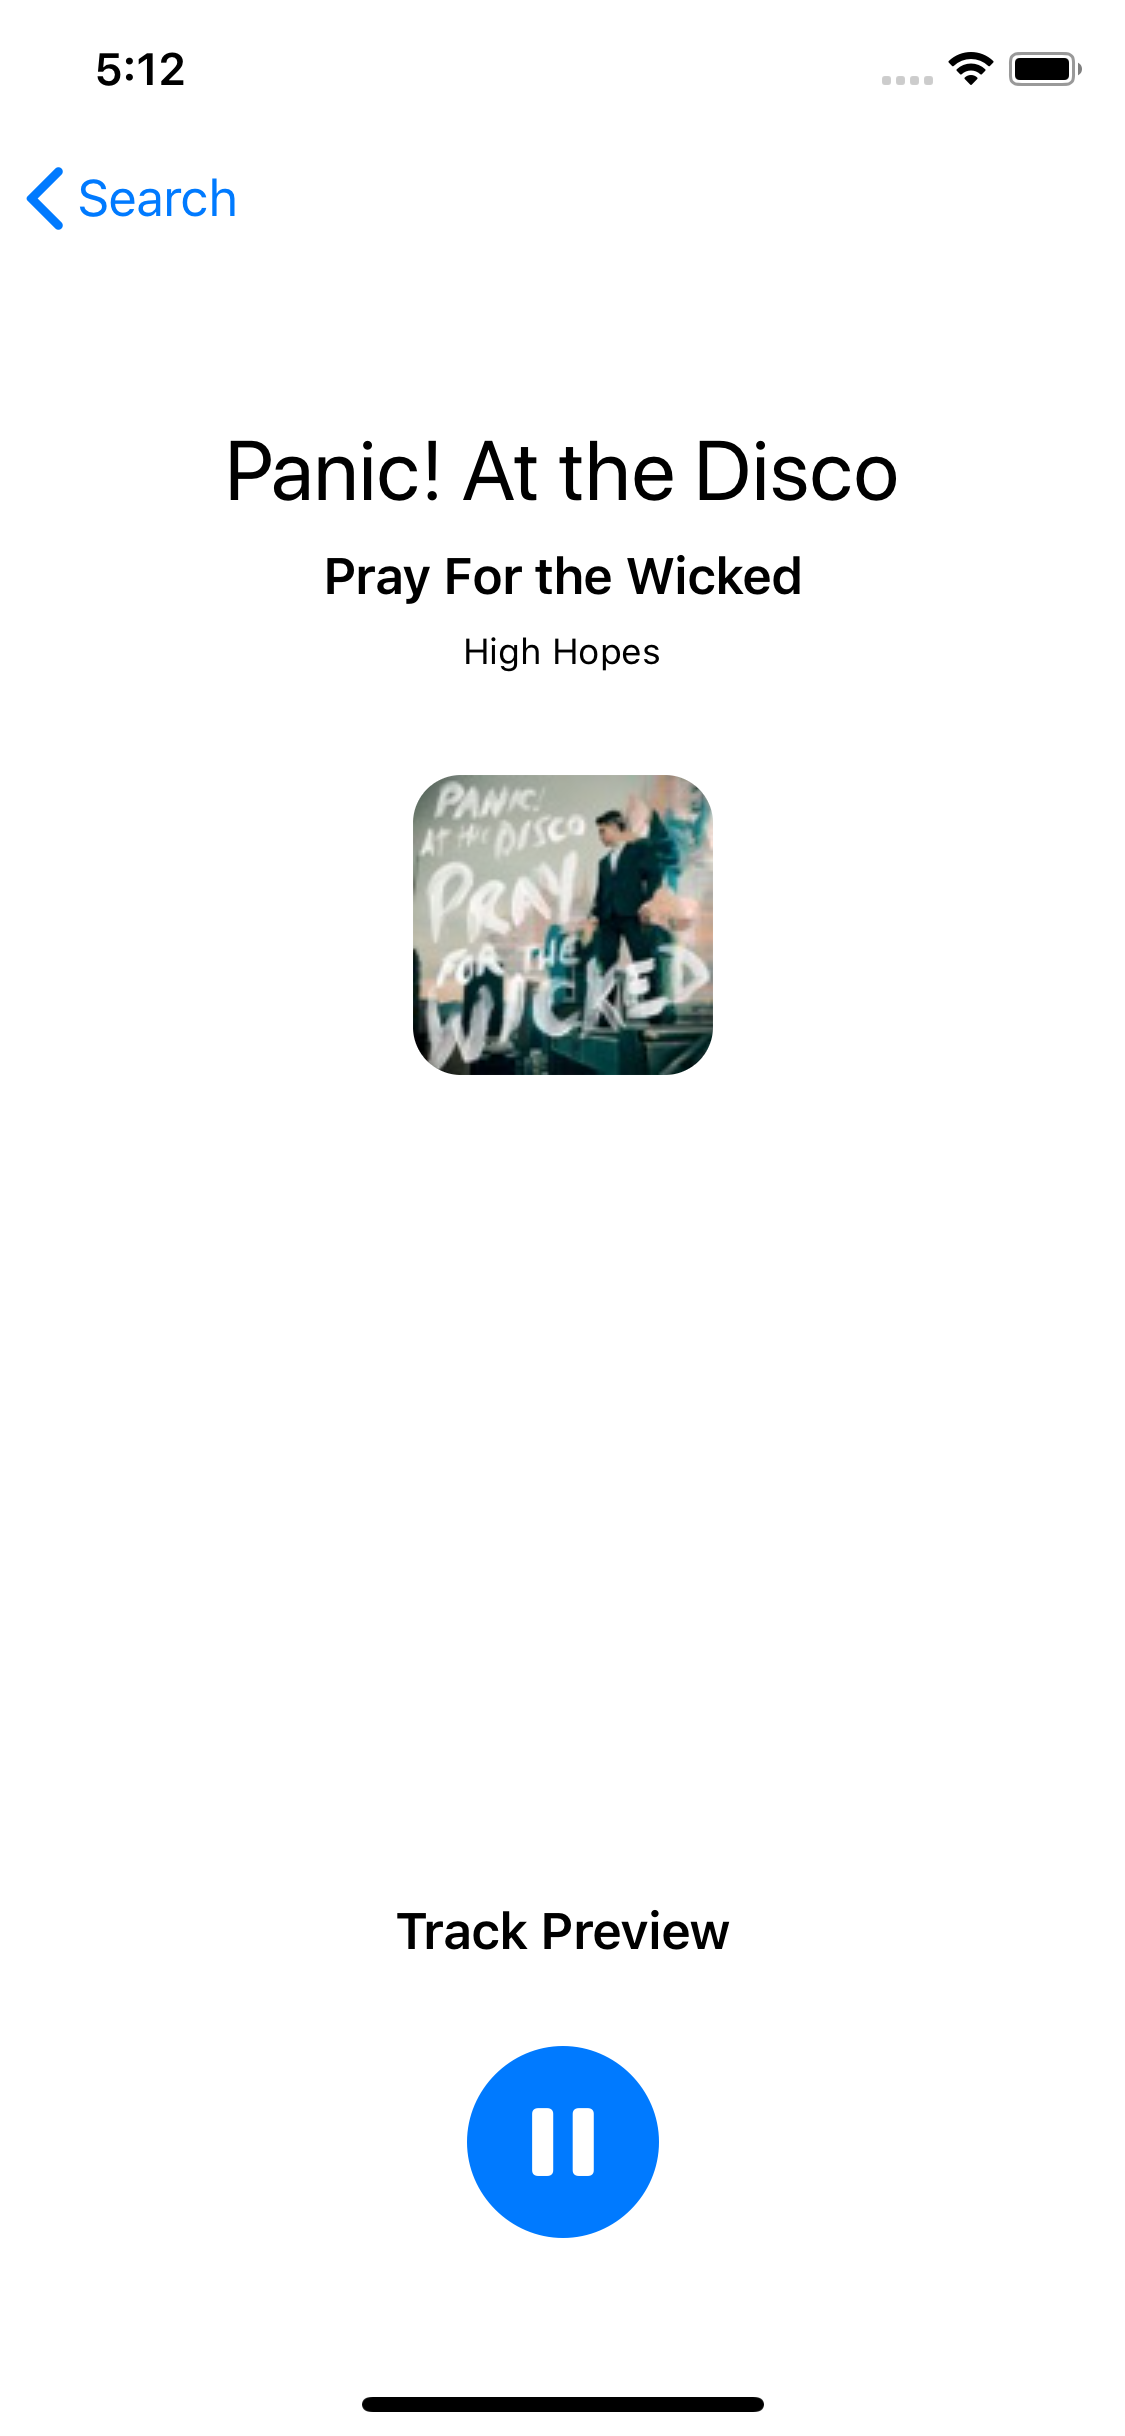 5:12
Search
Panic! At the Disco
Pray For the Wicked
High Hopes
PANIC!
AT THE DISCO
PRAY
FOR THE
WICKED
Track Preview